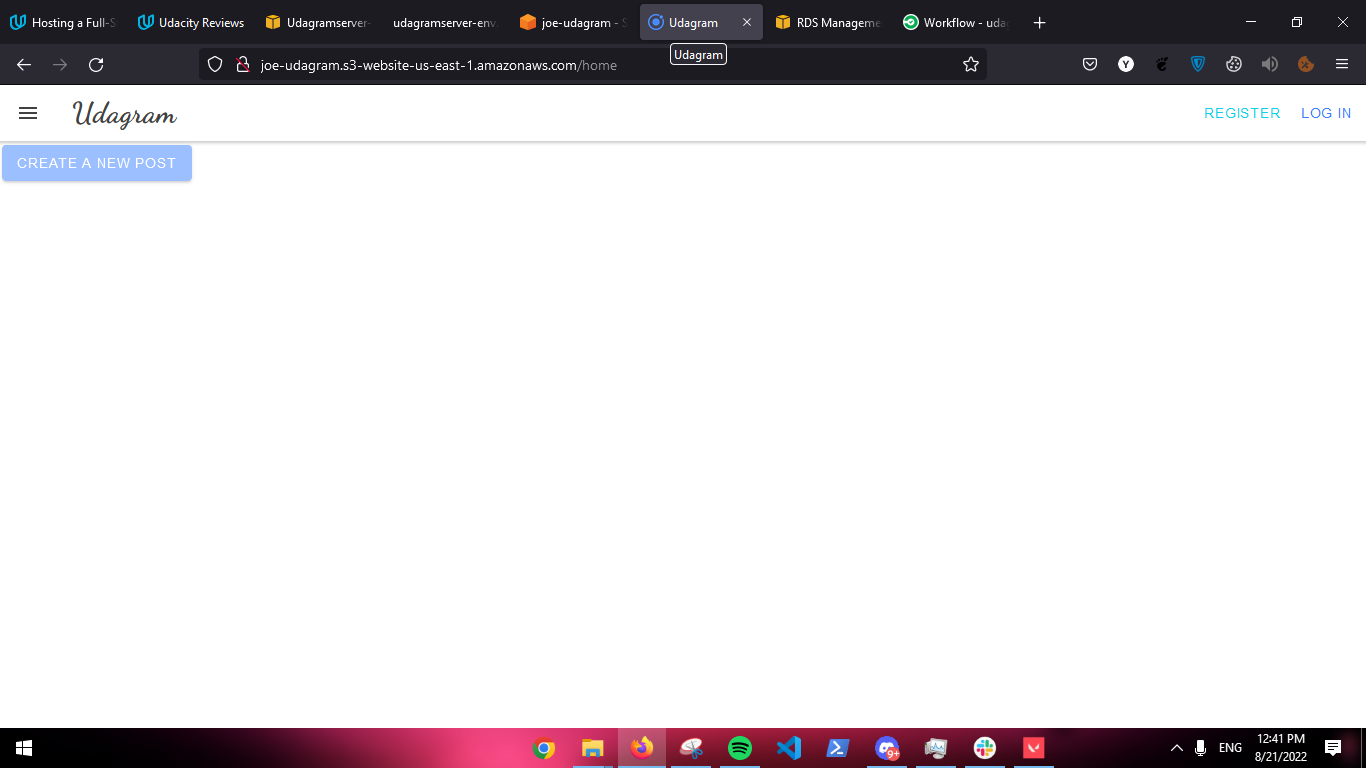 Hosting a Full-S
Udacity Reviews
Udagramserver-
udagramserver-env.
joe-udagram - S
Udagram
RDS Manageme
Workflow - udag
joe-udagram.s3-website-us-east-1.amazonaws.com/home
Udagram
Y
Udagram
REGISTER
LOG IN
CREATE A NEW POST
9+
ENG
12:41 PM
8/21/2022